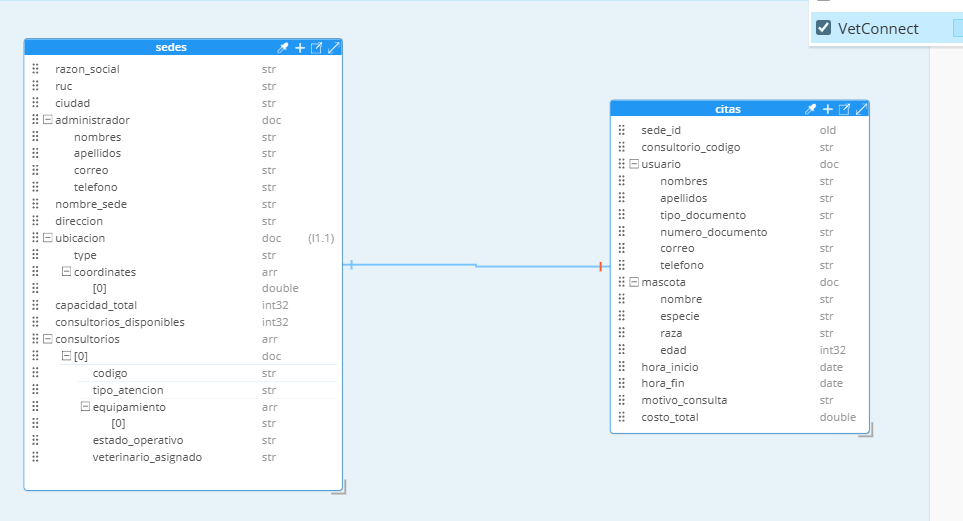 VetConnect
sedes
razon_social str
ruc str
ciudad str
administrador doc
nombres str
apellidos str
correo str
telefono str
nombre_sede str
direccion str
ubicacion doc (I1.1)
type str
coordinates arr
[0] double
capacidad_total int32
consultorios_disponibles int32
consultorios arr
[0] doc
codigo str
tipo_atencion str
equipamiento arr
[0] str
estado_operativo str
veterinario_asignado str
citas
sede_id oId
consultorio_codigo str
usuario doc
nombres str
apellidos str
tipo_documento str
numero_documento str
correo str
telefono str
mascota doc
nombre str
especie str
raza str
edad int32
hora_inicio date
hora_fin date
motivo_consulta str
costo_total double